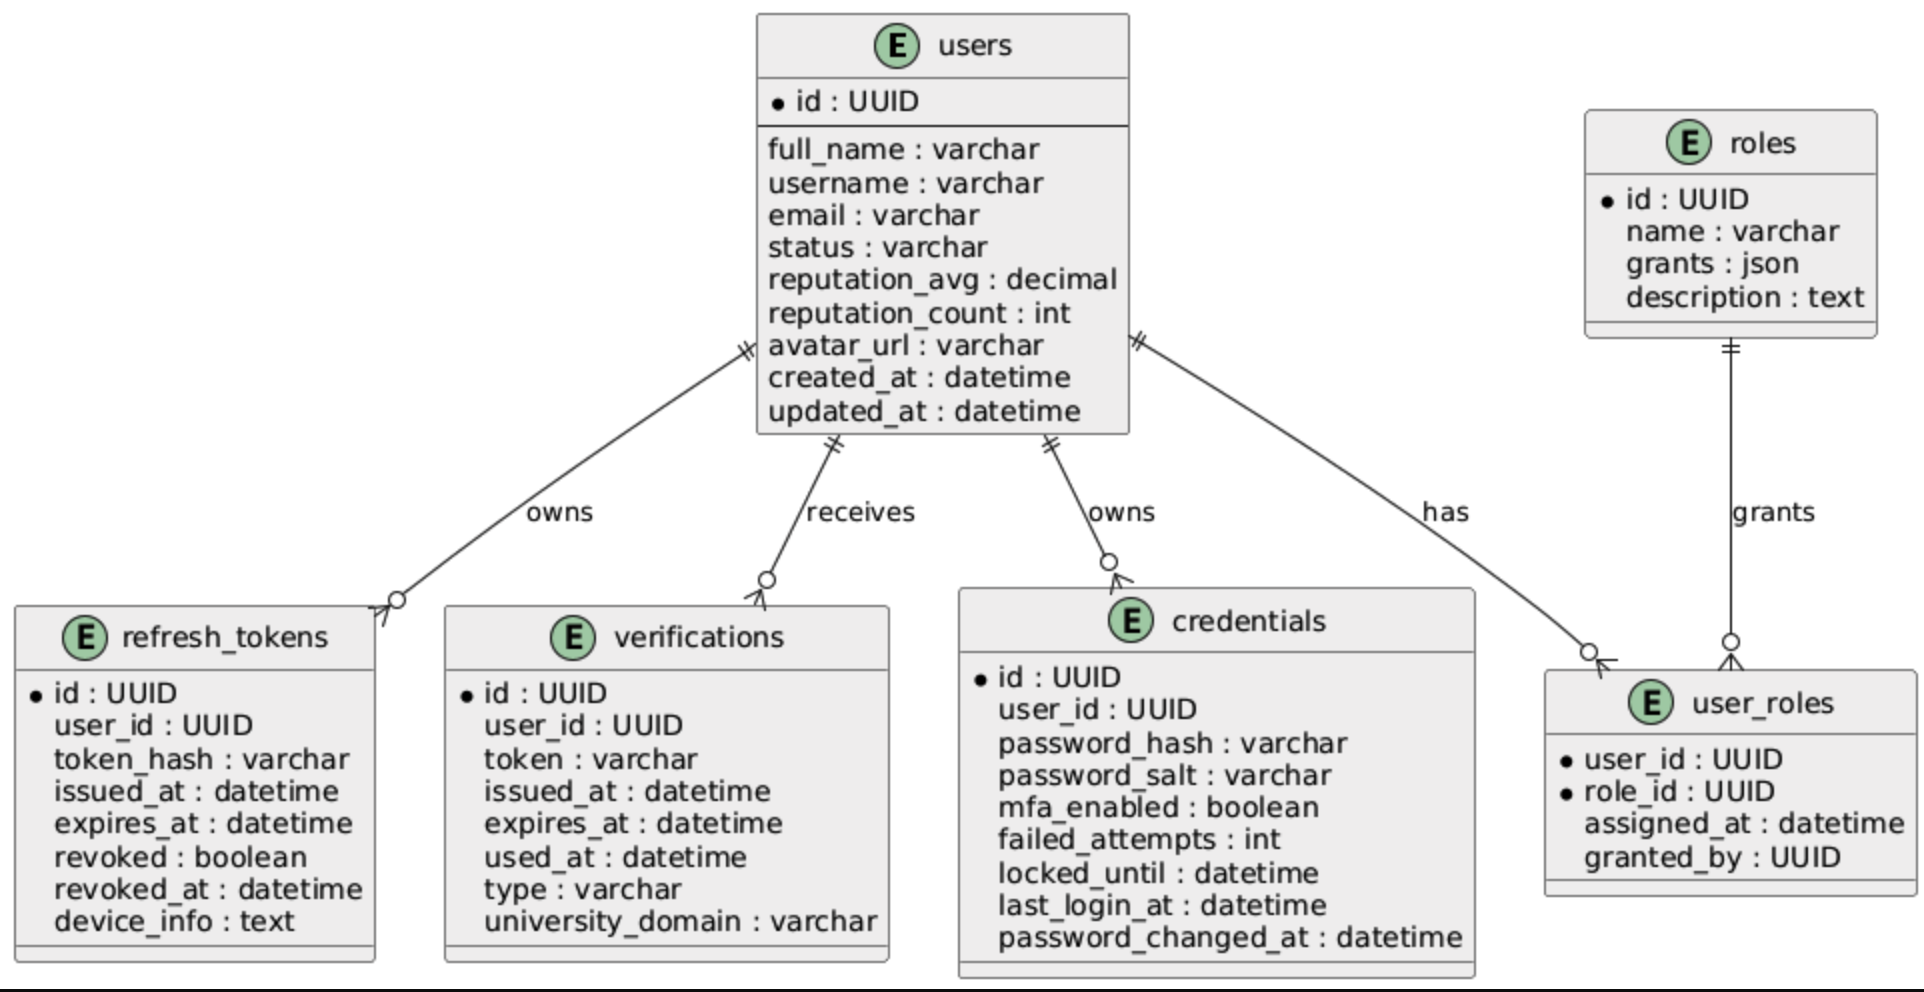 E users
id : UUID
full_name : varchar
username : varchar
email : varchar
status : varchar
reputation_avg : decimal
reputation_count : int
avatar_url : varchar
created_at : datetime
updated_at : datetime
E roles
id : UUID
name : varchar
grants : json
description : text
owns
receives
owns
has
grants
E refresh_tokens
id : UUID
user_id : UUID
token_hash : varchar
issued_at : datetime
expires_at : datetime
revoked : boolean
revoked_at : datetime
device_info : text
E verifications
id : UUID
user_id : UUID
token : varchar
issued_at : datetime
expires_at : datetime
used_at : datetime
type : varchar
university_domain : varchar
E credentials
id : UUID
user_id : UUID
password_hash : varchar
password_salt : varchar
mfa_enabled : boolean
failed_attempts : int
locked_until : datetime
last_login_at : datetime
password_changed_at : datetime
E user_roles
user_id : UUID
role_id : UUID
assigned_at : datetime
granted_by : UUID